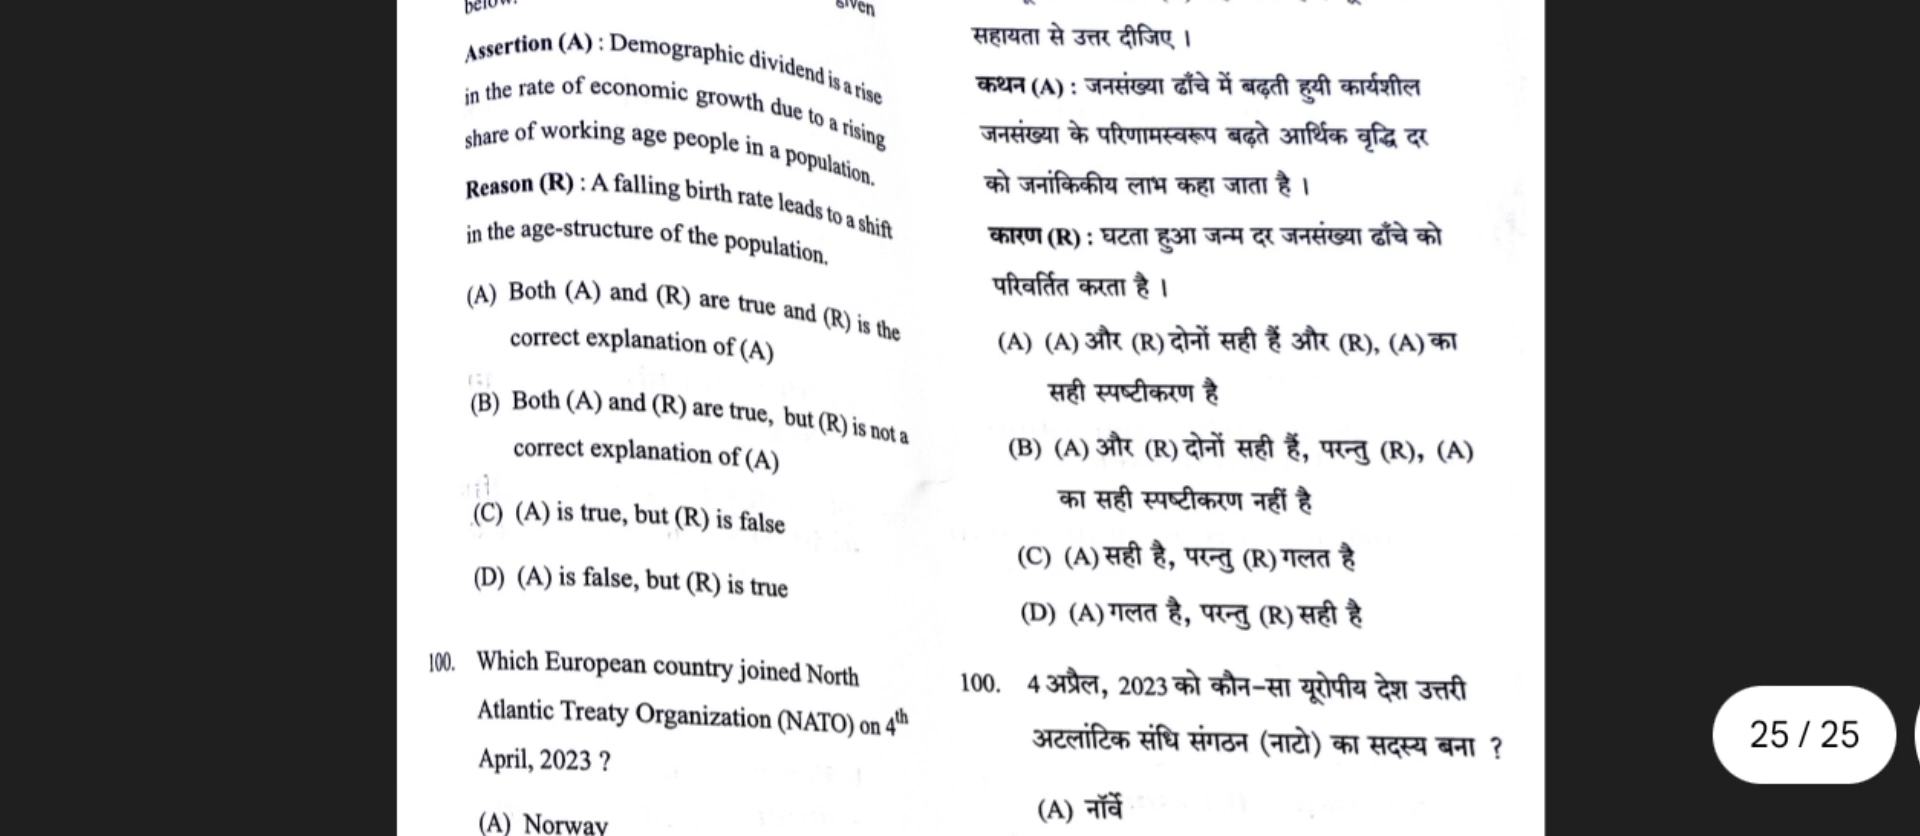 below.
given
Assertion (A) : Demographic dividend is a rise
in the rate of economic growth due to a rising
share of working age people in a population.
Reason (R) : A falling birth rate leads to a shift
in the age-structure of the population.
(A) Both (A) and (R) are true and (R) is the
correct explanation of (A)
(B) Both (A) and (R) are true, but (R) is not a
correct explanation of (A)
(C) (A) is true, but (R) is false
(D) (A) is false, but (R) is true
100. Which European country joined North
Atlantic Treaty Organization (NATO) on 4th
April, 2023 ?
(A) Norway
सहायता से उत्तर दीजिए ।
कथन (A) : जनसंख्या ढाँचे में बढ़ती हुयी कार्यशील
जनसंख्या के परिणामस्वरूप बढ़ते आर्थिक वृद्धि दर
को जनांकिकीय लाभ कहा जाता है ।
कारण (R) : घटता हुआ जन्म दर जनसंख्या ढाँचे को
परिवर्तित करता है ।
(A) (A) और (R) दोनों सही हैं और (R), (A) का
सही स्पष्टीकरण है
(B) (A) और (R) दोनों सही हैं, परन्तु (R), (A)
का सही स्पष्टीकरण नहीं है
(C) (A) सही है, परन्तु (R) गलत है
(D) (A) गलत है, परन्तु (R) सही है
100. 4 अप्रैल, 2023 को कौन-सा यूरोपीय देश उत्तरी
अटलांटिक संधि संगठन (नाटो) का सदस्य बना ?
(A) नॉर्वे
25 / 25